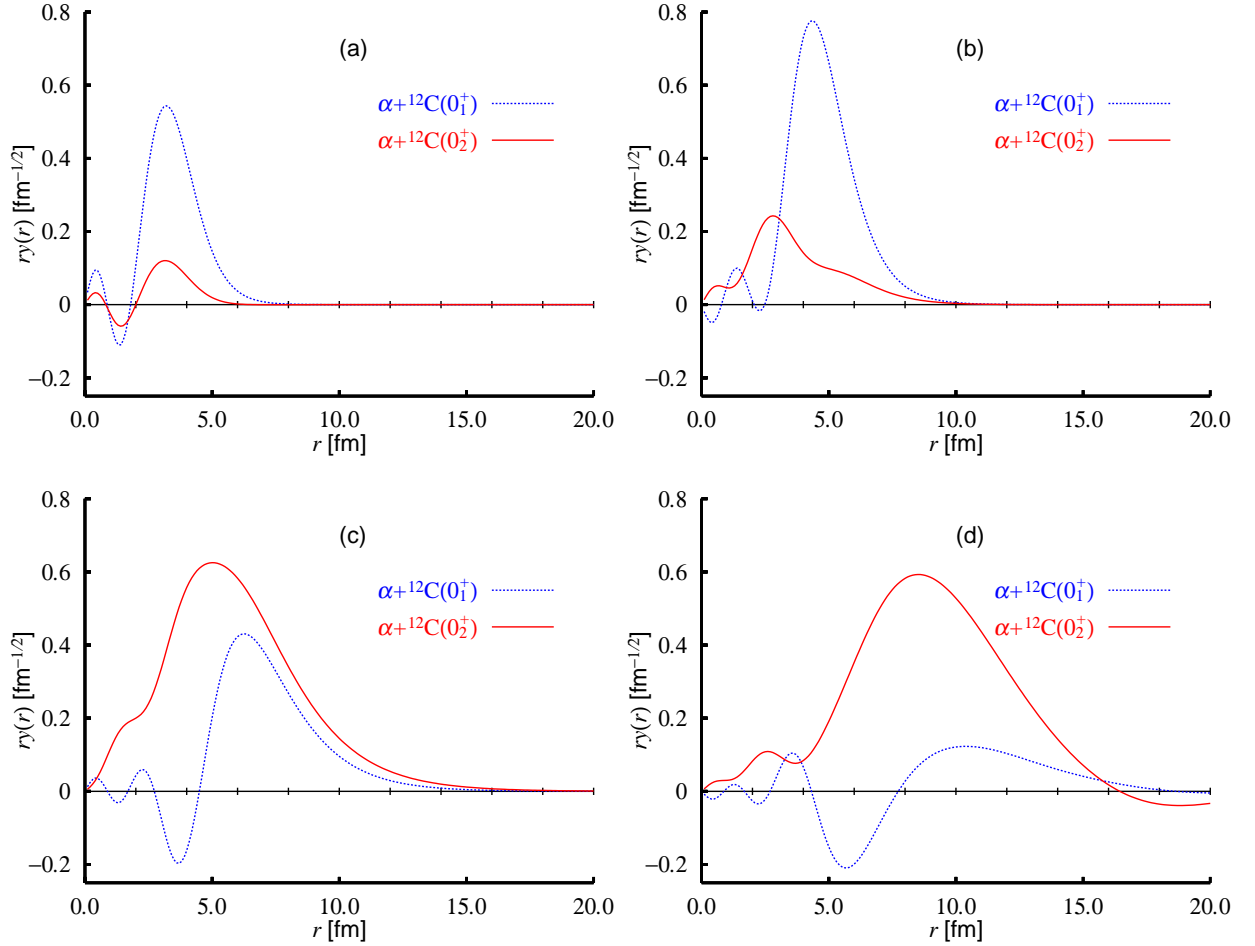 (a)
α+¹²C(0₁⁺)
α+¹²C(0₂⁺)
ry(r) [fm⁻¹/²]
0.8
0.6
0.4
0.2
0
−0.2
0.0 5.0 10.0 15.0 20.0
r [fm]
(b)
α+¹²C(0₁⁺)
α+¹²C(0₂⁺)
ry(r) [fm⁻¹/²]
0.8
0.6
0.4
0.2
0
−0.2
0.0 5.0 10.0 15.0 20.0
r [fm]
(c)
α+¹²C(0₁⁺)
α+¹²C(0₂⁺)
ry(r) [fm⁻¹/²]
0.8
0.6
0.4
0.2
0
−0.2
0.0 5.0 10.0 15.0 20.0
r [fm]
(d)
α+¹²C(0₁⁺)
α+¹²C(0₂⁺)
ry(r) [fm⁻¹/²]
0.8
0.6
0.4
0.2
0
−0.2
0.0 5.0 10.0 15.0 20.0
r [fm]